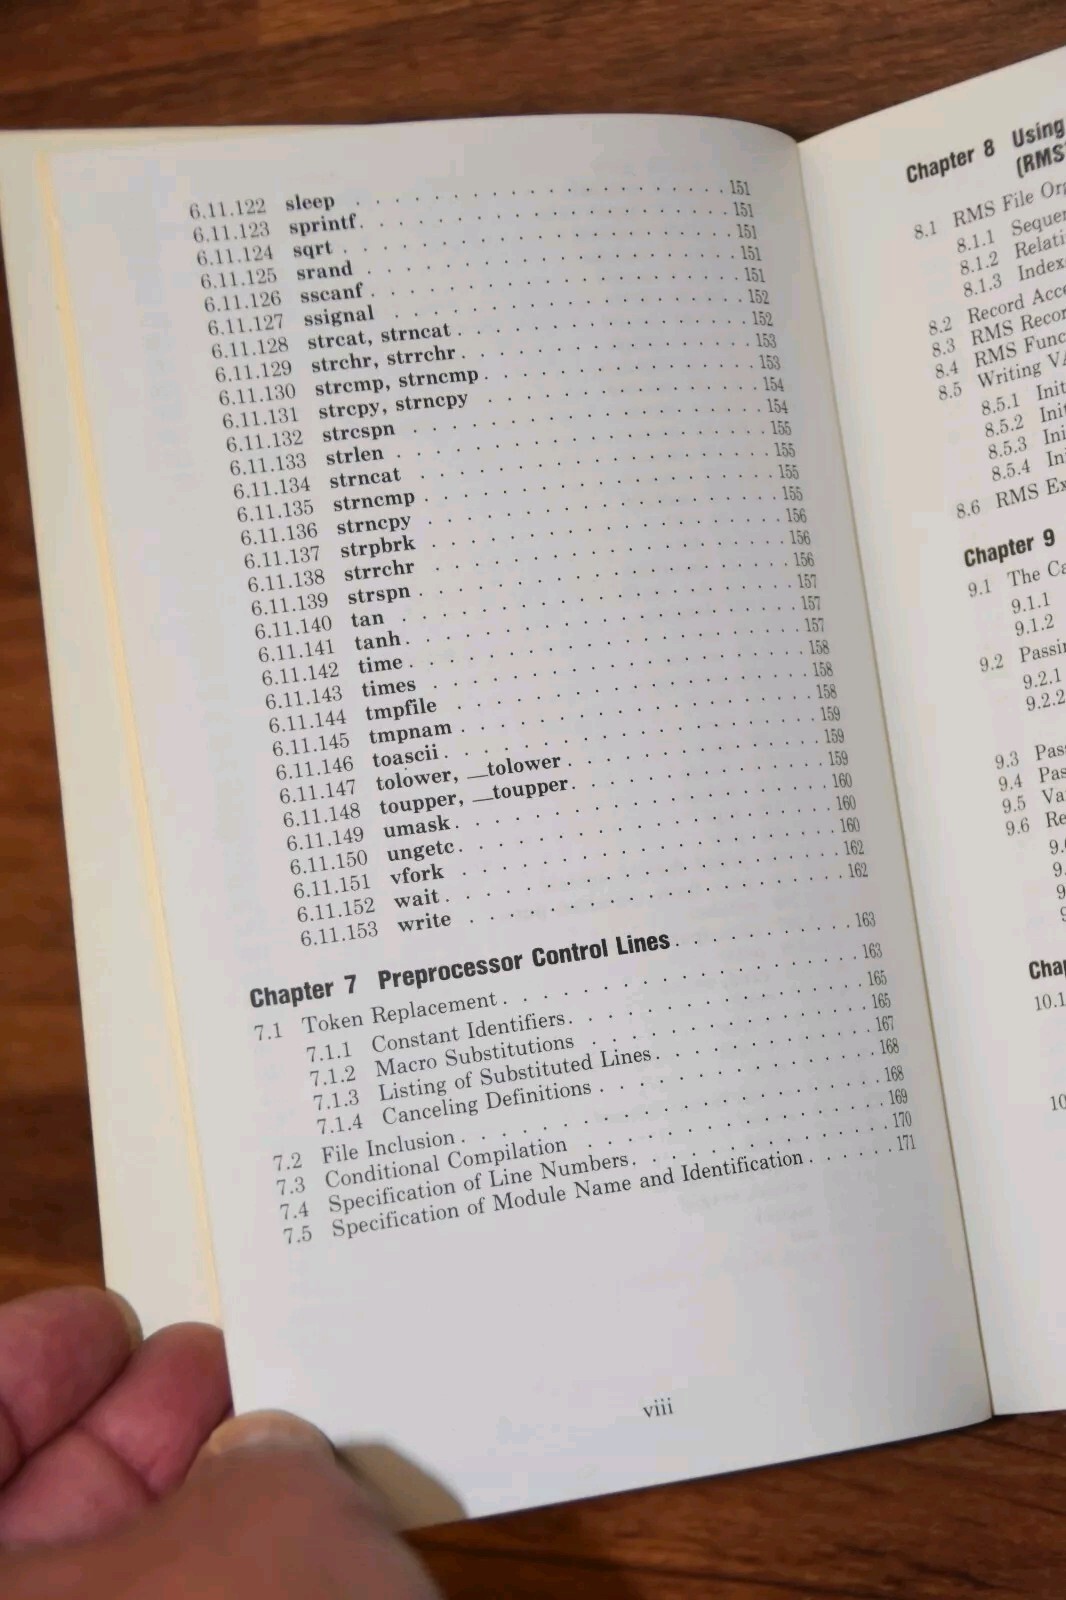 6.11.122 sleep . . . . . . . . . . . . . . . . . 151
6.11.123 sprintf . . . . . . . . . . . . . . . . . 151
6.11.124 sqrt . . . . . . . . . . . . . . . . . 151
6.11.125 srand . . . . . . . . . . . . . . . . . 151
6.11.126 sscanf . . . . . . . . . . . . . . . . . 151
6.11.127 ssignal . . . . . . . . . . . . . . . . . 152
6.11.128 strcat, strncat . . . . . . . . . . . . . 152
6.11.129 strchr, strrchr . . . . . . . . . . . . . 153
6.11.130 strcmp, strncmp . . . . . . . . . . . . . 153
6.11.131 strcpy, strncpy . . . . . . . . . . . . . 154
6.11.132 strcspn . . . . . . . . . . . . . . . . . 154
6.11.133 strlen . . . . . . . . . . . . . . . . . 155
6.11.134 strncat . . . . . . . . . . . . . . . . . 155
6.11.135 strncmp . . . . . . . . . . . . . . . . . 155
6.11.136 strncpy . . . . . . . . . . . . . . . . . 155
6.11.137 strpbrk . . . . . . . . . . . . . . . . . 156
6.11.138 strrchr . . . . . . . . . . . . . . . . . 156
6.11.139 strspn . . . . . . . . . . . . . . . . . 156
6.11.140 tan . . . . . . . . . . . . . . . . . 157
6.11.141 tanh . . . . . . . . . . . . . . . . . 157
6.11.142 time . . . . . . . . . . . . . . . . . 157
6.11.143 times . . . . . . . . . . . . . . . . . 158
6.11.144 tmpfile . . . . . . . . . . . . . . . . . 158
6.11.145 tmpnam . . . . . . . . . . . . . . . . . 158
6.11.146 toascii . . . . . . . . . . . . . . . . . 159
6.11.147 tolower, __tolower . . . . . . . . . . . 159
6.11.148 toupper, __toupper . . . . . . . . . . . 159
6.11.149 umask . . . . . . . . . . . . . . . . . 160
6.11.150 ungetc . . . . . . . . . . . . . . . . . 160
6.11.151 vfork . . . . . . . . . . . . . . . . . 160
6.11.152 wait . . . . . . . . . . . . . . . . . 162
6.11.153 write . . . . . . . . . . . . . . . . . 162
Chapter 7 Preprocessor Control Lines . . . . . . . . . . 163
7.1 Token Replacement . . . . . . . . . . . . . . . 163
7.1.1 Constant Identifiers . . . . . . . . . . . . . 165
7.1.2 Macro Substitutions . . . . . . . . . . . . . 165
7.1.3 Listing of Substituted Lines . . . . . . . . . . 167
7.1.4 Canceling Definitions . . . . . . . . . . . . . 168
7.2 File Inclusion . . . . . . . . . . . . . . . . . 168
7.3 Conditional Compilation . . . . . . . . . . . . . 169
7.4 Specification of Line Numbers . . . . . . . . . . . 170
7.5 Specification of Module Name and Identification . . . . . . 171
viii
Chapter 8 Using
(RMS
8.1 RMS File Or
8.1.1 Sequen
8.1.2 Relati
8.1.3 Index
8.2 Record Acc
8.3 RMS Recor
8.4 RMS Func
8.5 Writing VA
8.5.1 Init
8.5.2 Init
8.5.3 Ini
8.5.4 In
8.6 RMS Ex
Chapter 9
9.1 The Ca
9.1.1
9.1.2
9.2 Passi
9.2.1
9.2.2
9.3 Pas
9.4 Pas
9.5 Va
9.6 Re
9.
9.
9
Cha
10.1
10